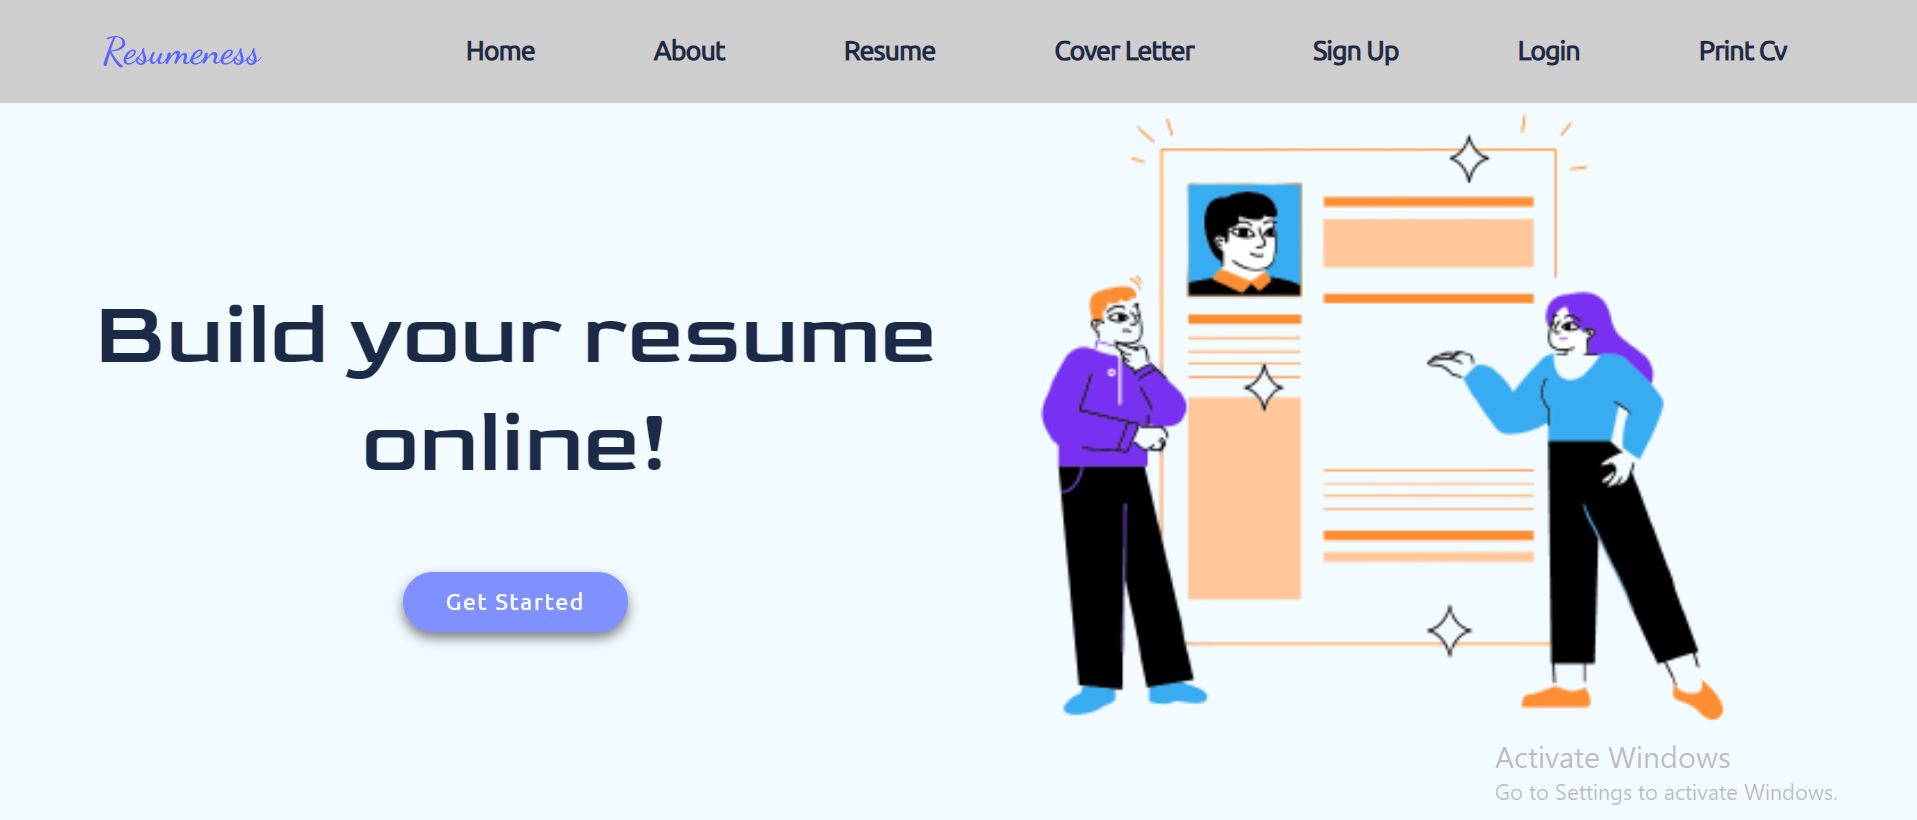 Resumeness Home About Resume Cover Letter Sign Up Login Print Cv
Build your resume
online!
Get Started
Activate Windows
Go to Settings to activate Windows.